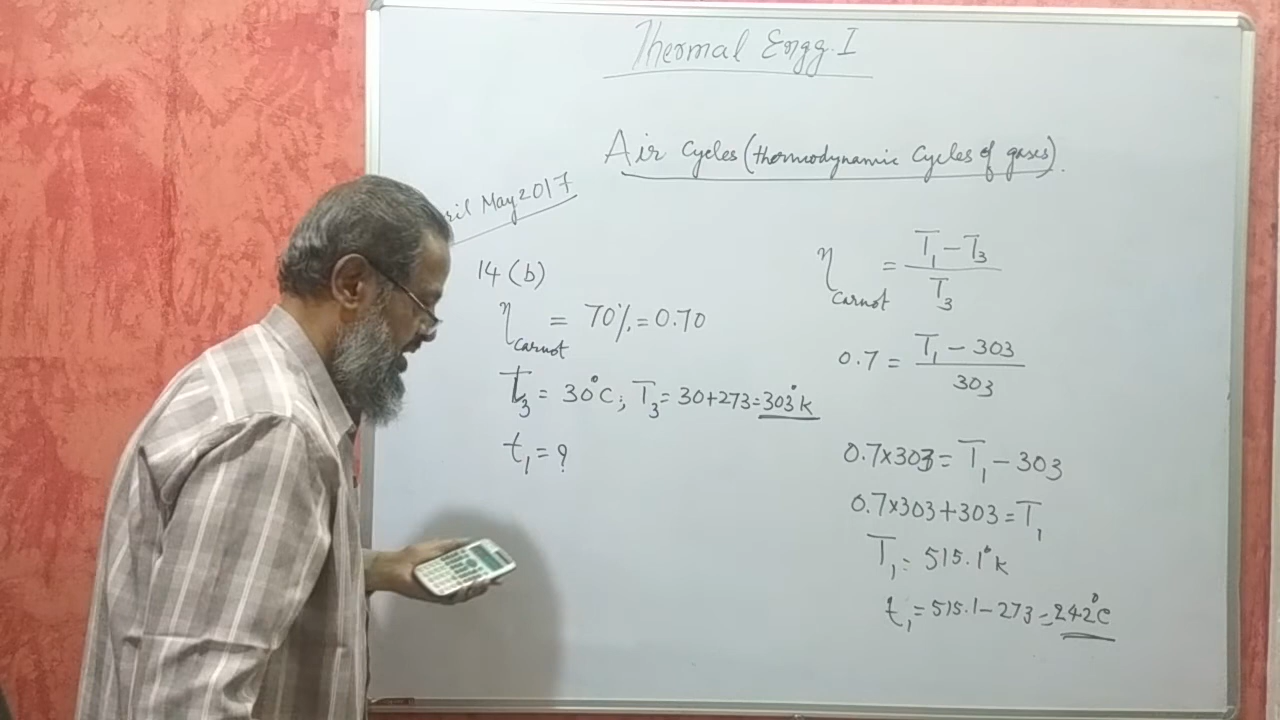 Thermal Engg. I
Air Cycles (thermodynamic Cycles of gases).
May 2017
14 (b)
η Carnot = 70% = 0.70
t₃ = 30°C ; T₃ = 30+273 = 303°K
t₁ = ?
η Carnot = T₁ − T₃ / T₃
0.7 = T₁ − 303 / 303
0.7×303 = T₁ − 303
0.7×303+303 = T₁
T₁ = 515.1°K
t₁ = 515.1 − 273 = 242°C